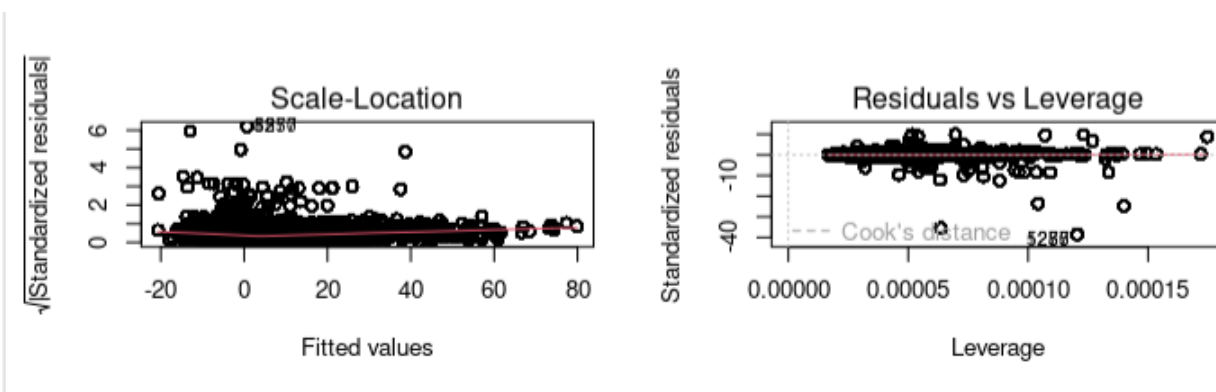 Scale-Location
√|Standardized residuals|
0
2
4
6
-20
0
20
40
60
80
Fitted values
Residuals vs Leverage
Standardized residuals
-40
-10
Cook's distance
0.00000
0.00005
0.00010
0.00015
Leverage